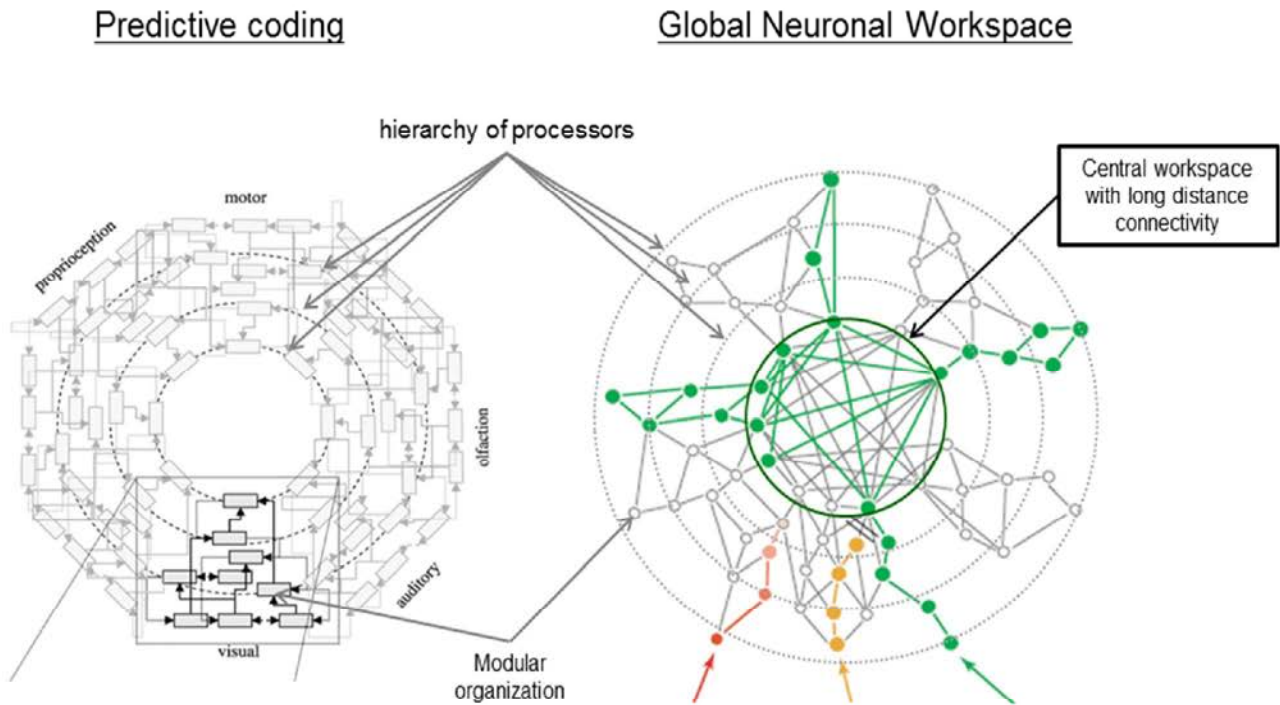 Predictive coding
Global Neuronal Workspace
hierarchy of processors
Central workspace
with long distance
connectivity
motor
proprioception
olfaction
auditory
visual
Modular
organization